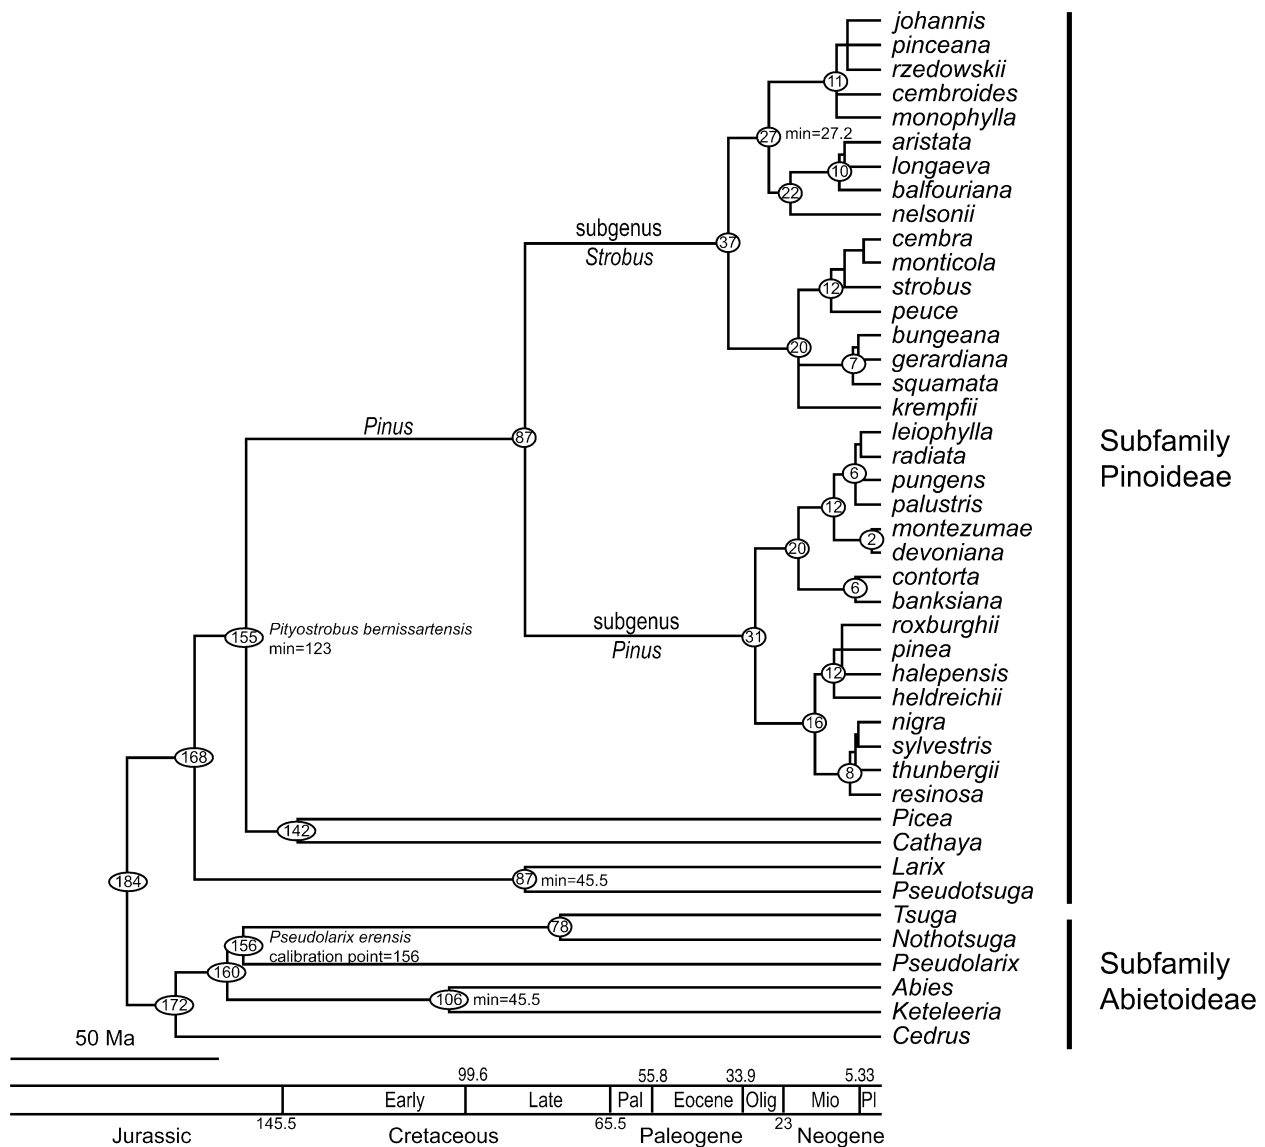 johannis
pinceana
rzedowskii
11
cembroides
monophylla
27 min=27.2
aristata
longaeva
10
balfouriana
22
nelsonii
subgenus
Strobus
37
cembra
monticola
strobus
12
peuce
bungeana
20
gerardiana
7
squamata
krempfii
Pinus
87
leiophylla
radiata
6
pungens
palustris
12
montezumae
2
devoniana
20
contorta
6
banksiana
subgenus
Pinus
31
roxburghii
pinea
12
halepensis
heldreichii
16
nigra
sylvestris
8
thunbergii
resinosa
Subfamily
Pinoideae
155
Pityostrobus bernissartensis
min=123
168
142
Picea
Cathaya
184
87 min=45.5
Larix
Pseudotsuga
Tsuga
78
Nothotsuga
156
Pseudolarix erensis
calibration point=156
Pseudolarix
160
Abies
106 min=45.5
Keteleeria
172
Cedrus
Subfamily
Abietoideae
50 Ma
99.6 55.8 33.9 5.33
Early Late Pal Eocene Olig Mio Pl
145.5 65.5 23
Jurassic Cretaceous Paleogene Neogene